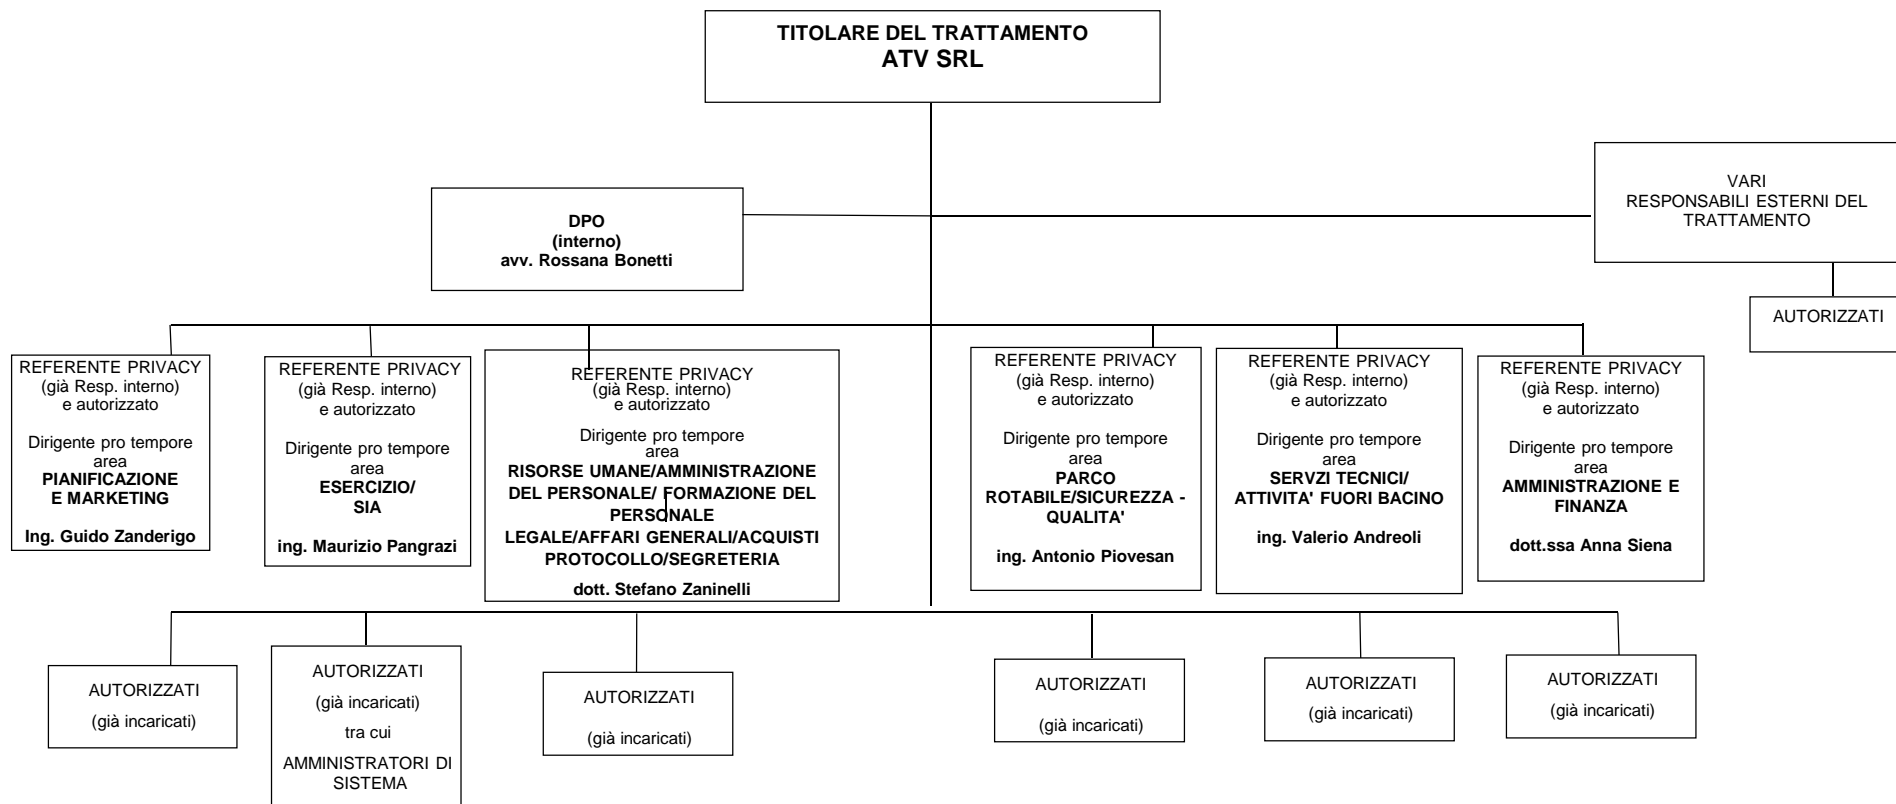 TITOLARE DEL TRATTAMENTO
ATV SRL
VARI
RESPONSABILI ESTERNI DEL
TRATTAMENTO
DPO
(interno)
avv. Rossana Bonetti
AUTORIZZATI
REFERENTE PRIVACY
(già Resp. interno)
e autorizzato
Dirigente pro tempore
area
PIANIFICAZIONE
E MARKETING
Ing. Guido Zanderigo
REFERENTE PRIVACY
(già Resp. interno)
e autorizzato
Dirigente pro tempore
area
ESERCIZIO/
SIA
ing. Maurizio Pangrazi
REFERENTE PRIVACY
(già Resp. interno)
e autorizzato
Dirigente pro tempore
area
RISORSE UMANE/AMMINISTRAZIONE
DEL PERSONALE/ FORMAZIONE DEL
PERSONALE
LEGALE/AFFARI GENERALI/ACQUISTI
PROTOCOLLO/SEGRETERIA
dott. Stefano Zaninelli
REFERENTE PRIVACY
(già Resp. interno)
e autorizzato
Dirigente pro tempore
area
PARCO
ROTABILE/SICUREZZA -
QUALITA'
ing. Antonio Piovesan
REFERENTE PRIVACY
(già Resp. interno)
e autorizzato
Dirigente pro tempore
area
SERVZI TECNICI/
ATTIVITA' FUORI BACINO
ing. Valerio Andreoli
REFERENTE PRIVACY
(già Resp. interno)
e autorizzato
Dirigente pro tempore
area
AMMINISTRAZIONE E
FINANZA
dott.ssa Anna Siena
AUTORIZZATI
(già incaricati)
AUTORIZZATI
(già incaricati)
tra cui
AMMINISTRATORI DI
SISTEMA
AUTORIZZATI
(già incaricati)
AUTORIZZATI
(già incaricati)
AUTORIZZATI
(già incaricati)
AUTORIZZATI
(già incaricati)